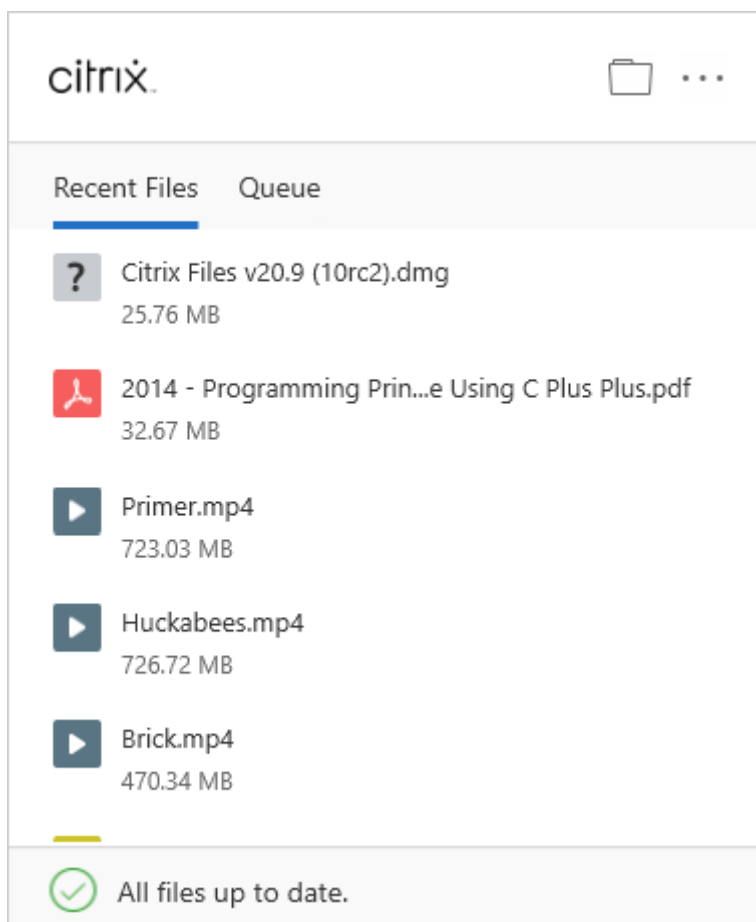 citrix
Recent Files Queue
? Citrix Files v20.9 (10rc2).dmg
25.76 MB
2014 - Programming Prin...e Using C Plus Plus.pdf
32.67 MB
Primer.mp4
723.03 MB
Huckabees.mp4
726.72 MB
Brick.mp4
470.34 MB
All files up to date.